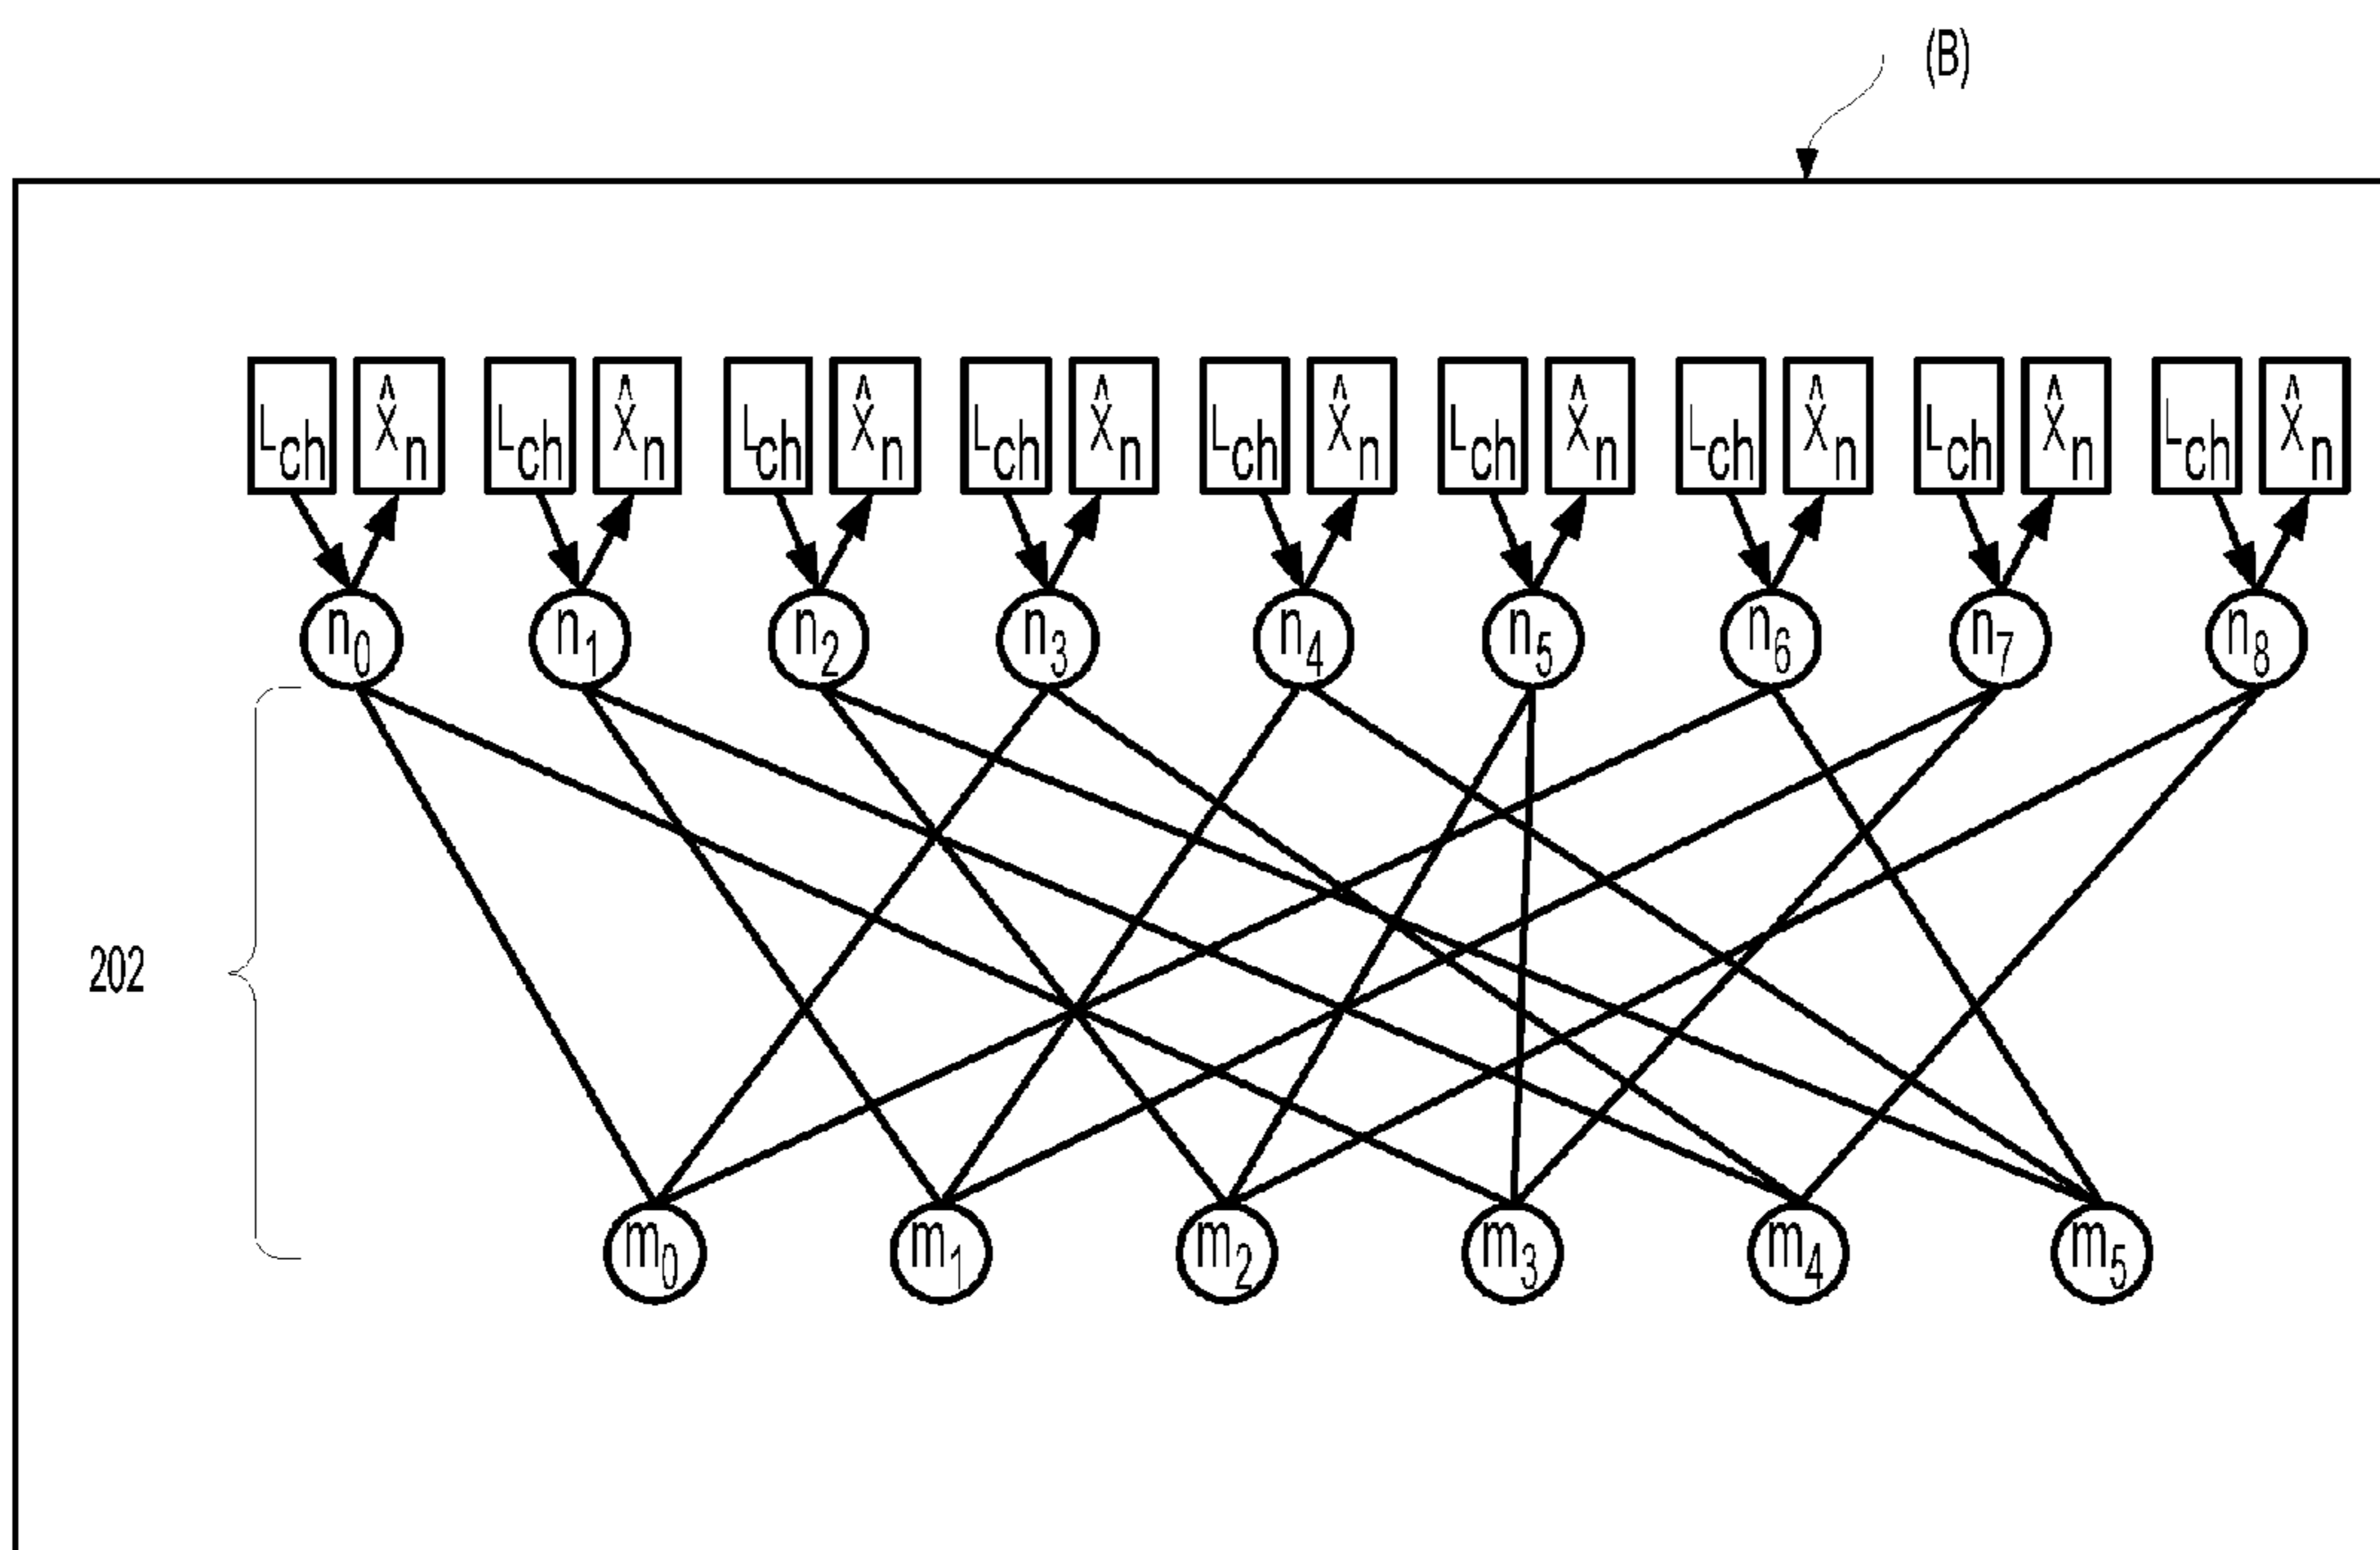 (B)
Lch X̂n Lch X̂n Lch X̂n Lch X̂n Lch X̂n Lch X̂n Lch X̂n Lch X̂n Lch X̂n
n0 n1 n2 n3 n4 n5 n6 n7 n8
202
m0 m1 m2 m3 m4 m5